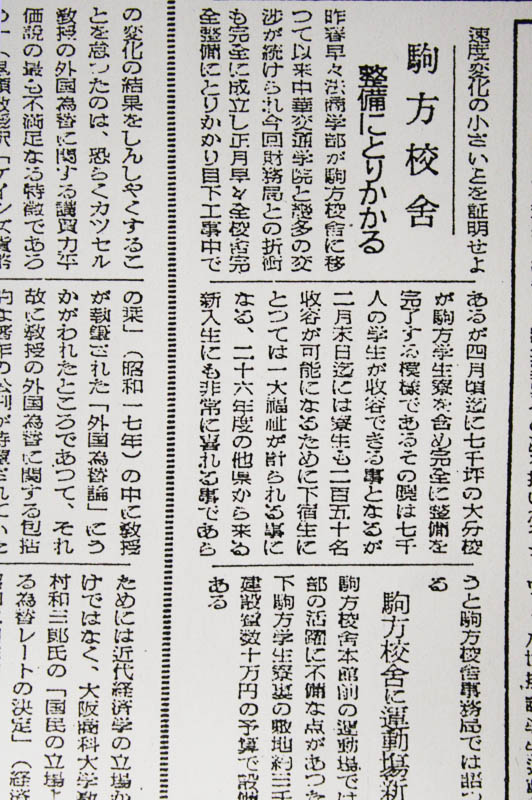 速度変化の小さいことを証明せよ
駒方校舎
整備にとりかかる
昨春早々法商学部が駒方校舎に移
つて以来中華交通学院と幾多の交
渉が続けられ今回財務局との折衝
も完全に成立し正月早々全校舎完
全整備にとりかかり目下工事中で
あるが四月頃迄に七千坪の大分校
が駒方学生寮を含め完全に整備を
完了する模様であるその暁は七千
人の学生が収容できる事となるが
二月末日迄には寮生も二百五十名
収容が可能になるために下宿生に
とつては一大福祉が計られる事に
なる、二十六年度の他県から来る
新入生にも非常に喜れる事であら
うと駒方校舎事務局では
る
駒方校舎に運動場新
駒方校舎本館前の運動場では
部の活躍に不備な点があつた
下駒方学生寮裏の敷地約三千
建設費数十万円の予算で設備
ある
の変化の結果をしんしやくするこ
とを怠つたのは、恐らくカツセル
教授の外国為替に関する購買力平
価説の最も不満足なる特徴であろ
の栞」（昭和一七年）の中に教授
が執筆された「外国為替論」にう
かがわれたところであつて、それ
故に教授の外国為替に関する包括
的な著作の公刊が待望されていた
ためには近代経済学の立場か
けではなく、大阪商科大学教
村和三郎氏の「国民の立場よ
る為替レートの決定」（経済